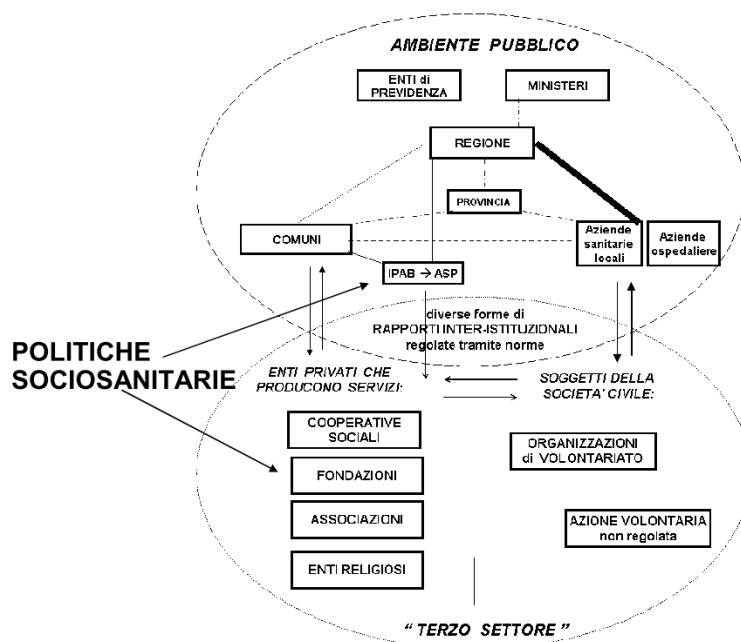 AMBIENTE PUBBLICO
ENTI di
PREVIDENZA
MINISTERI
REGIONE
PROVINCIA
COMUNI
Aziende
sanitarie
locali
Aziende
ospedaliere
IPAB → ASP
diverse forme di
RAPPORTI INTER-ISTITUZIONALI
regolate tramite norme
POLITICHE
SOCIOSANITARIE
ENTI PRIVATI CHE
PRODUCONO SERVIZI:
SOGGETTI DELLA
SOCIETA' CIVILE:
COOPERATIVE
SOCIALI
ORGANIZZAZIONI
di VOLONTARIATO
FONDAZIONI
ASSOCIAZIONI
AZIONE VOLONTARIA
non regolata
ENTI RELIGIOSI
" TERZO SETTORE "